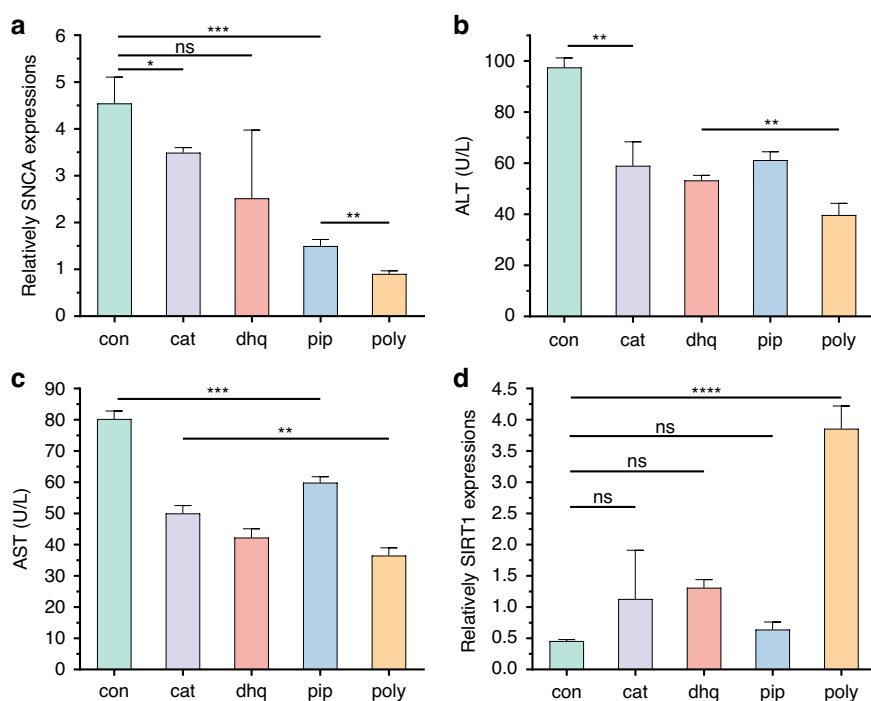 a
Relatively SNCA expressions
6
5
4
3
2
1
0
***
ns
*
**
con cat dhq pip poly
b
ALT (U/L)
100
80
60
40
20
0
**
**
con cat dhq pip poly
c
AST (U/L)
90
80
70
60
50
40
30
20
10
0
***
**
con cat dhq pip poly
d
Relatively SIRT1 expressions
4.5
4.0
3.5
3.0
2.5
2.0
1.5
1.0
0.5
0.0
****
ns
ns
ns
con cat dhq pip poly